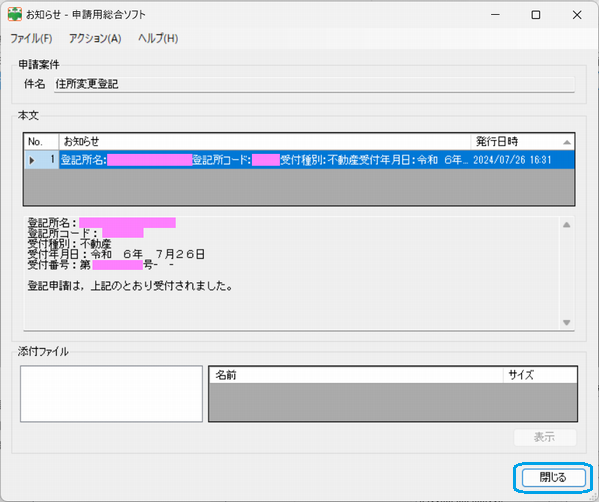 お知らせ - 申請用総合ソフト
ファイル(F) アクション(A) ヘルプ(H)
申請案件
件名 住所変更登記
本文
No. お知らせ 発行日時
1 登記所名: 登記所コード: 受付種別:不動産受付年月日:令和 6年... 2024/07/26 16:31
登記所名:
登記所コード:
受付種別:不動産
受付年月日:令和 6年 7月26日
受付番号:第 号- -
登記申請は,上記のとおり受付されました。
添付ファイル
名前 サイズ
表示
閉じる